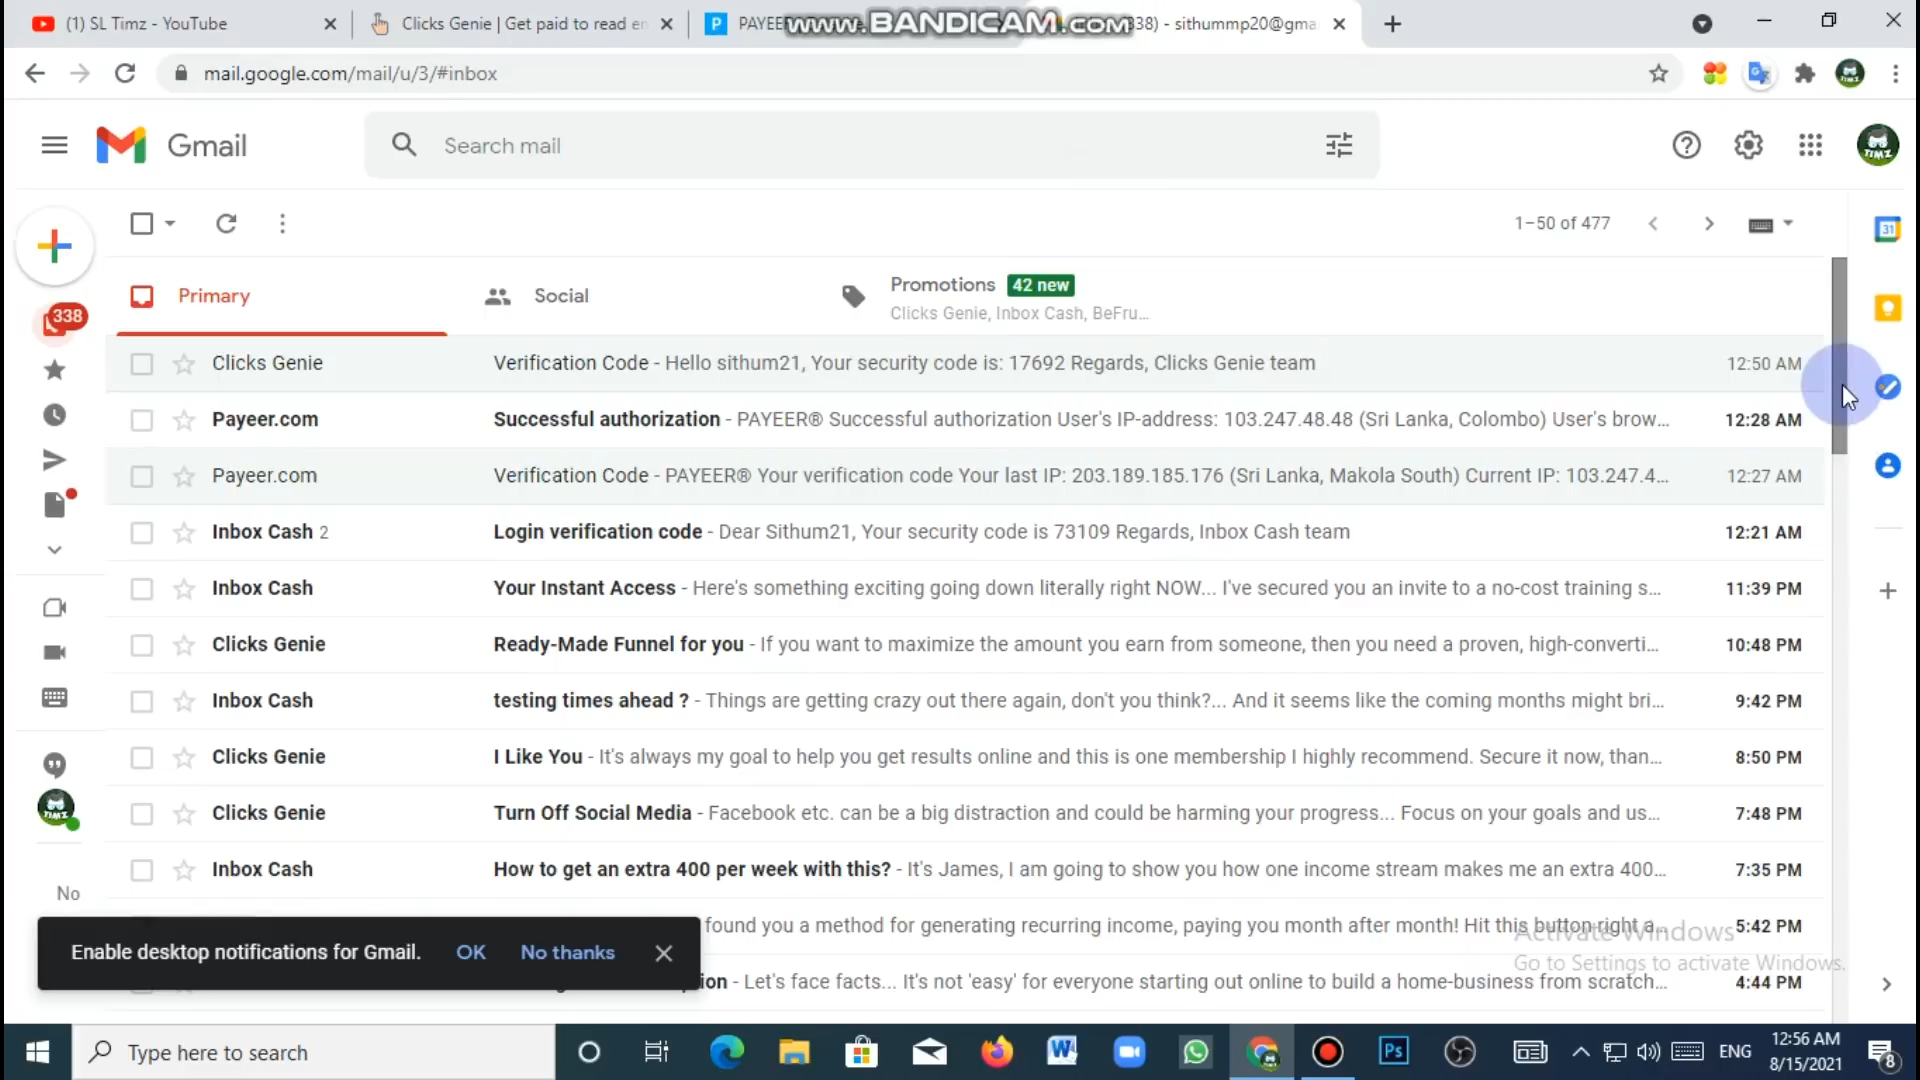 (1) SL Timz - YouTube
Clicks Genie | Get paid to read en
PAYEE
www.BANDICAM.com
38) - sithummp20@gma
mail.google.com/mail/u/3/#inbox
Gmail
Search mail
1–50 of 477
31
338
Primary
Social
Promotions 42 new
Clicks Genie, Inbox Cash, BeFru...
Clicks Genie Verification Code - Hello sithum21, Your security code is: 17692 Regards, Clicks Genie team 12:50 AM
Payeer.com Successful authorization - PAYEER® Successful authorization User's IP-address: 103.247.48.48 (Sri Lanka, Colombo) User's brow... 12:28 AM
Payeer.com Verification Code - PAYEER® Your verification code Your last IP: 203.189.185.176 (Sri Lanka, Makola South) Current IP: 103.247.4... 12:27 AM
Inbox Cash 2 Login verification code - Dear Sithum21, Your security code is 73109 Regards, Inbox Cash team 12:21 AM
Inbox Cash Your Instant Access - Here's something exciting going down literally right NOW... I've secured you an invite to a no-cost training s... 11:39 PM
Clicks Genie Ready-Made Funnel for you - If you want to maximize the amount you earn from someone, then you need a proven, high-converti... 10:48 PM
Inbox Cash testing times ahead ? - Things are getting crazy out there again, don't you think?... And it seems like the coming months might bri... 9:42 PM
Clicks Genie I Like You - It's always my goal to help you get results online and this is one membership I highly recommend. Secure it now, than... 8:50 PM
Clicks Genie Turn Off Social Media - Facebook etc. can be a big distraction and could be harming your progress... Focus on your goals and us... 7:48 PM
Inbox Cash How to get an extra 400 per week with this? - It's James, I am going to show you how one income stream makes me an extra 400... 7:35 PM
No
found you a method for generating recurring income, paying you month after month! Hit this button right a... 5:42 PM
Activate Windows
Enable desktop notifications for Gmail. OK No thanks
Go to Settings to activate Windows.
ion - Let's face facts... It's not 'easy' for everyone starting out online to build a home-business from scratch... 4:44 PM
Type here to search
Ps
ENG
12:56 AM
8/15/2021
8